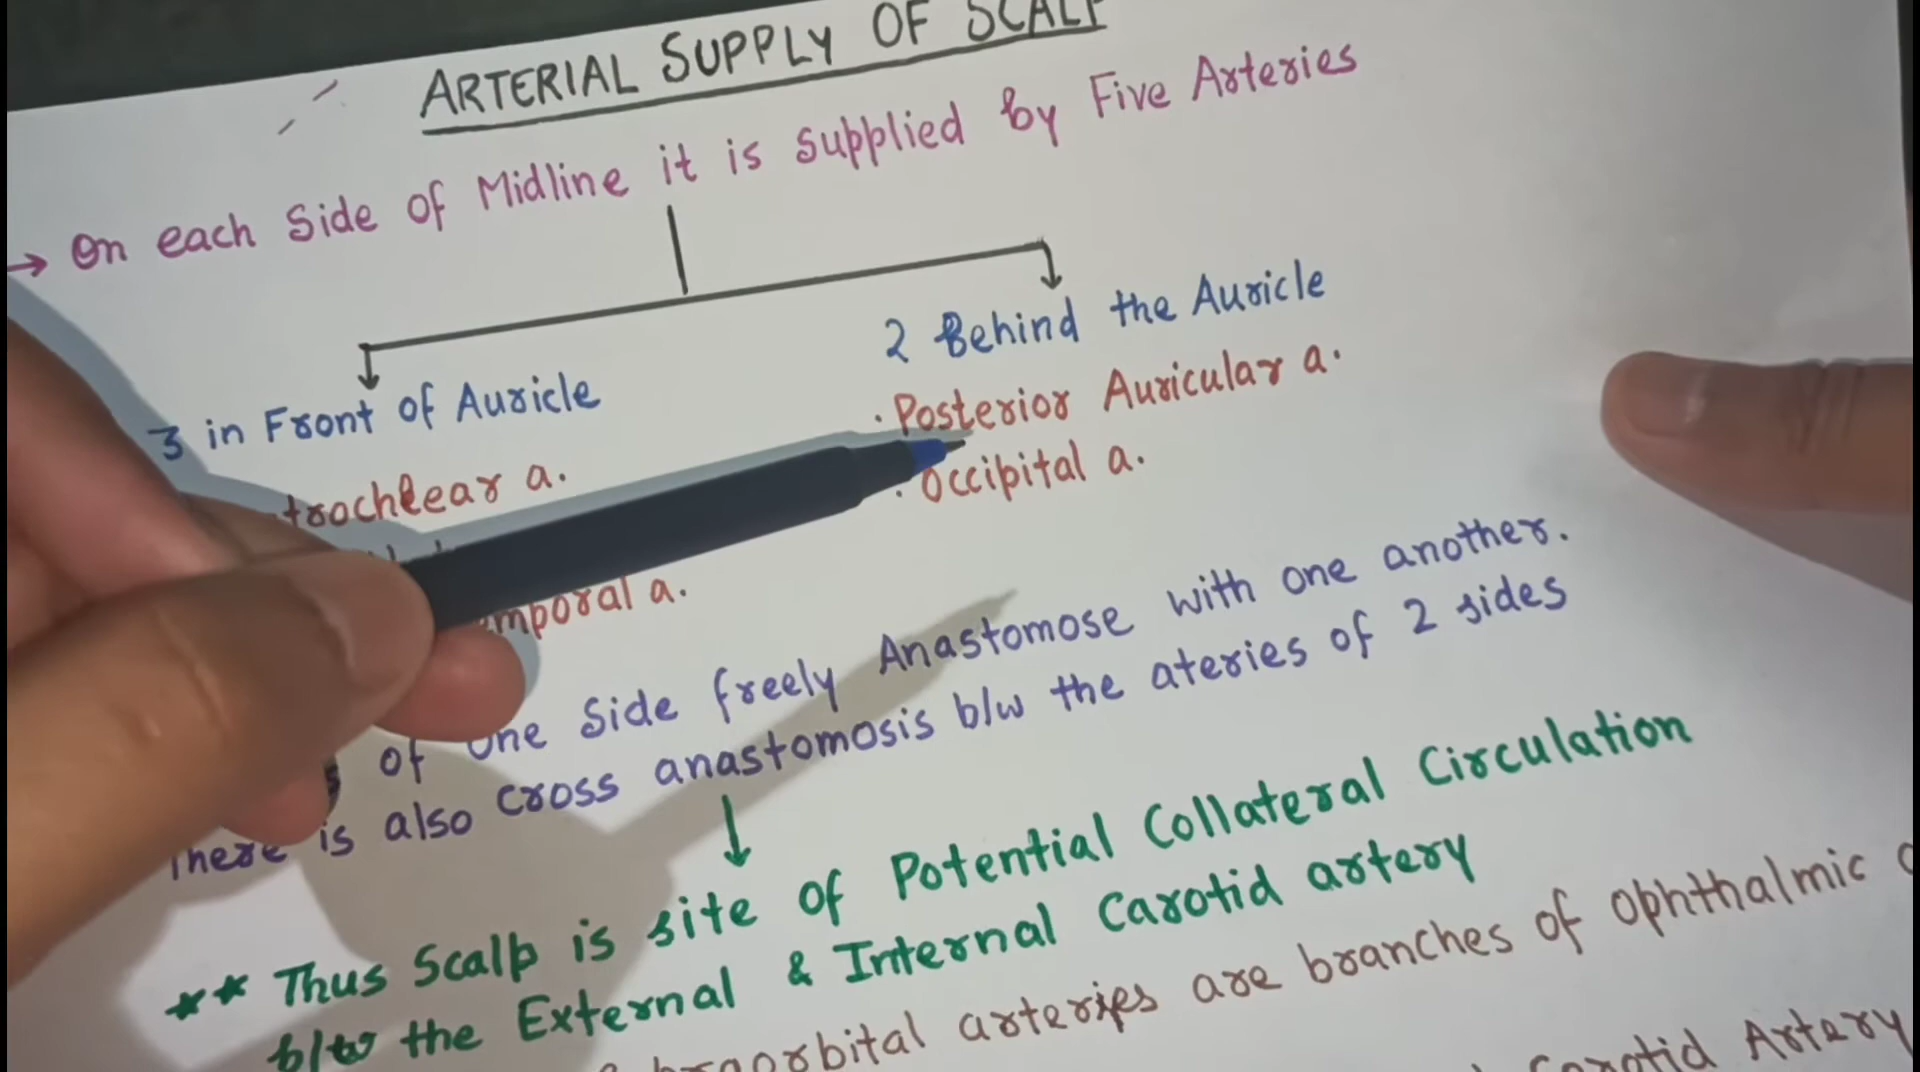 ARTERIAL SUPPLY OF SCALP
→ On each Side of Midline it is supplied by Five Arteries
3 in Front of Auricle
trochlear a.
mporal a.
2 Behind the Auricle
· Posterior Auricular a.
· Occipital a.
of One Side freely Anastomose with one another.
There is also cross anastomosis b/w the ateries of 2 sides
** Thus Scalp is site of Potential Collateral Circulation
b/w the External & Internal Carotid artery
orbital arteries are branches of Ophthalmic
Carotid Artery